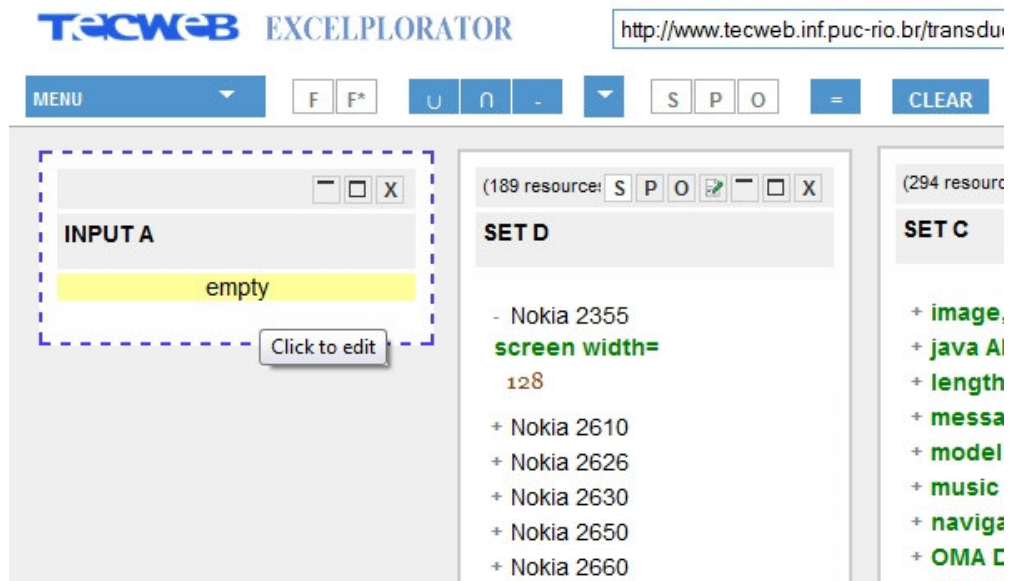 TECWEB EXCELPLORATOR
http://www.tecweb.inf.puc-rio.br/transdu
MENU F F* ∪ ∩ - S P O = CLEAR
X
INPUT A
empty
Click to edit
(189 resources S P O X
SET D
- Nokia 2355
screen width=
128
+ Nokia 2610
+ Nokia 2626
+ Nokia 2630
+ Nokia 2650
+ Nokia 2660
(294 resourc
SET C
+ image,
+ java A
+ length
+ messa
+ model
+ music
+ naviga
+ OMA D